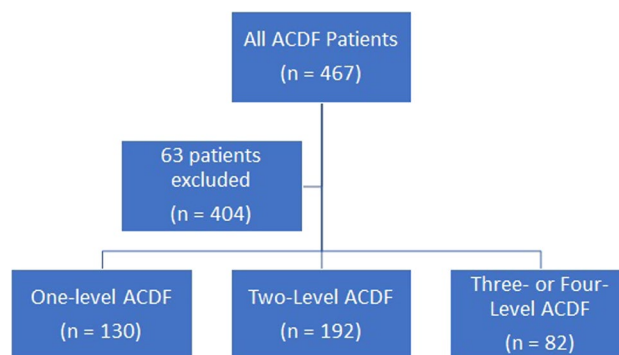 All ACDF Patients
(n = 467)
63 patients
excluded
(n = 404)
One-level ACDF
(n = 130)
Two-Level ACDF
(n = 192)
Three- or Four-
Level ACDF
(n = 82)